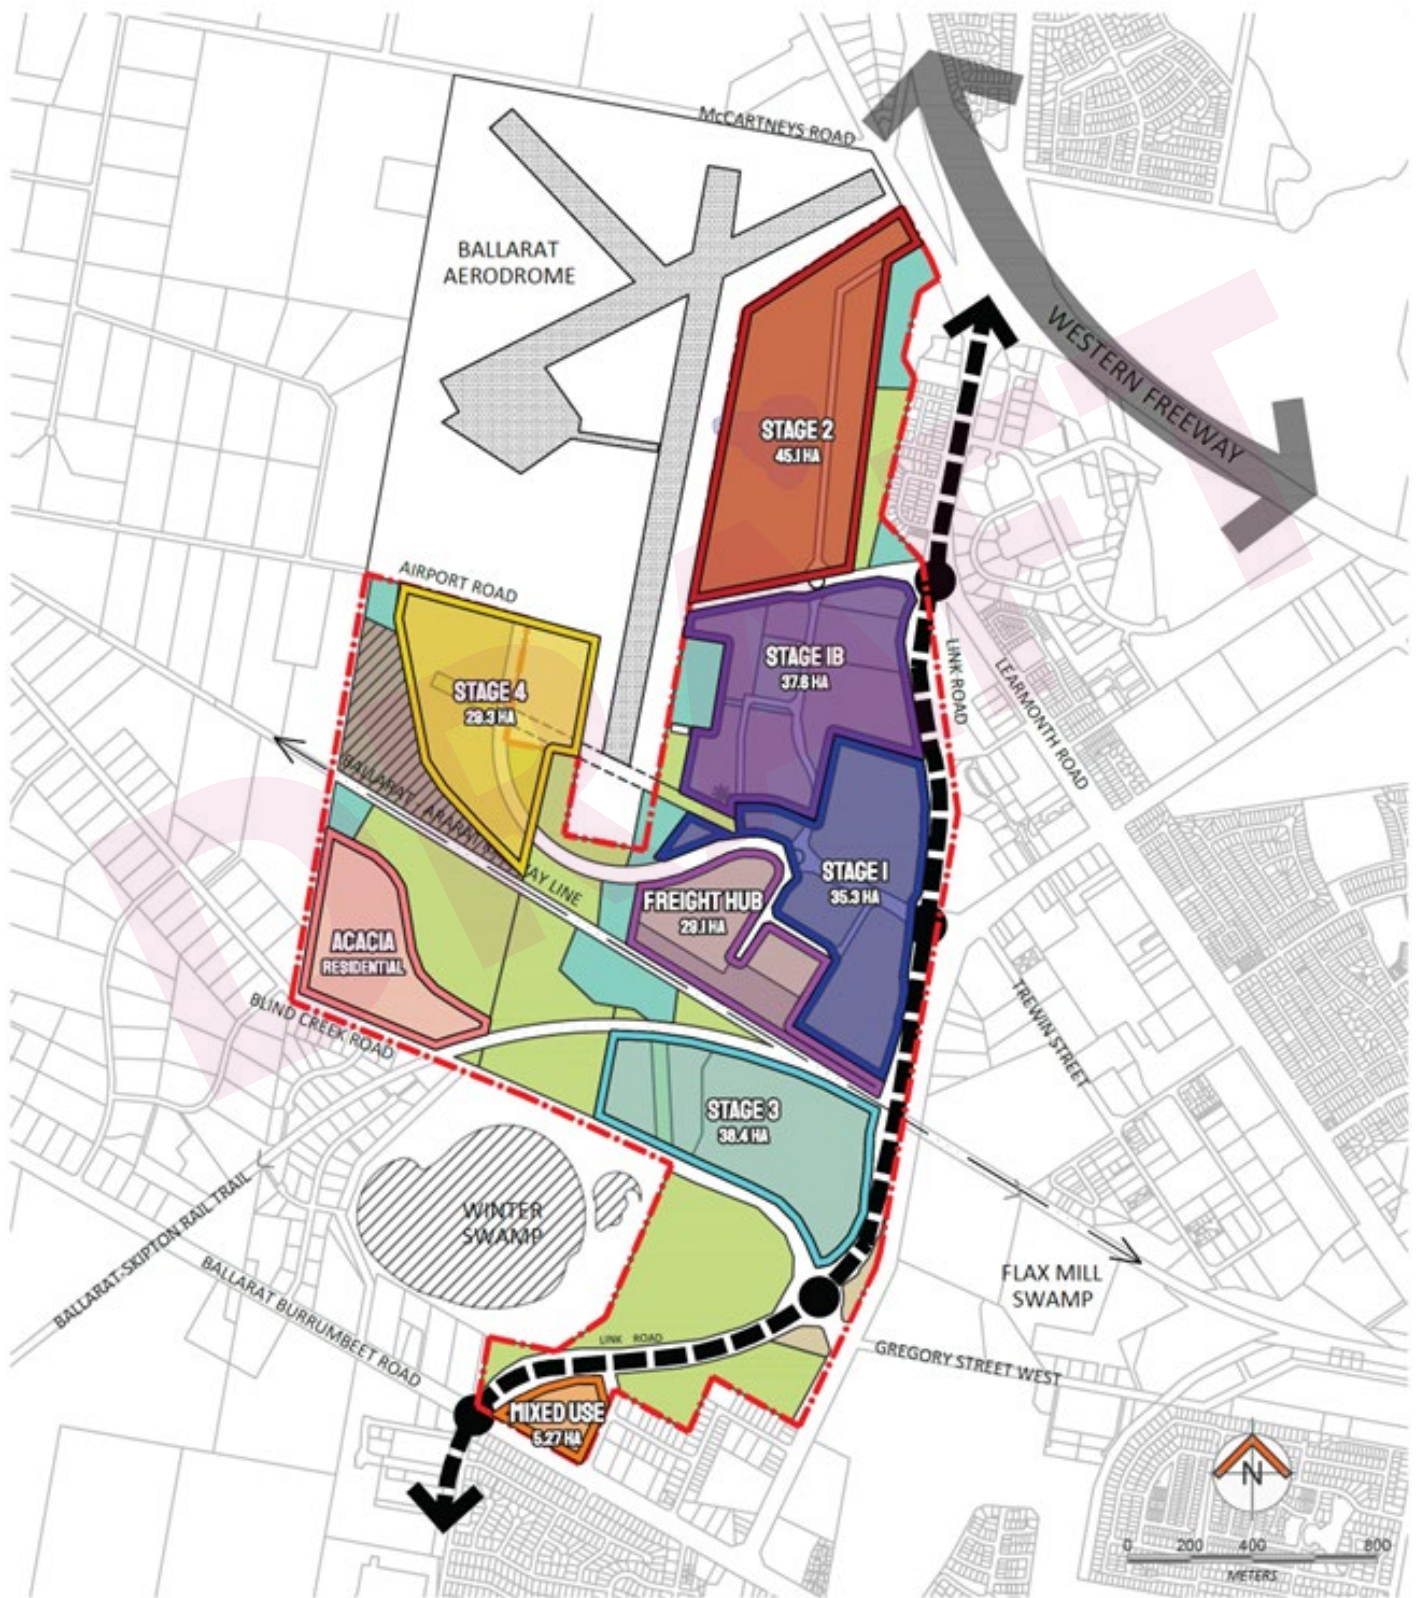 McCARTNEYS ROAD
BALLARAT
AERODROME
WESTERN FREEWAY
STAGE 2
45.1 HA
AIRPORT ROAD
STAGE 1B
37.6 HA
LINK ROAD
LEARMONTH ROAD
STAGE 4
29.3 HA
STAGE 1
35.3 HA
FREIGHT HUB
29.1 HA
ACACIA
RESIDENTIAL
BLIND CREEK ROAD
TREWIN STREET
STAGE 3
38.4 HA
WINTER
SWAMP
BALLARAT-SKIPTON RAIL TRAIL
BALLARAT BURRUMBEET ROAD
FLAX MILL
SWAMP
LINK ROAD
GREGORY STREET WEST
MIXED USE
5.27 HA
N
0 200 400 800
METERS
DRAFT